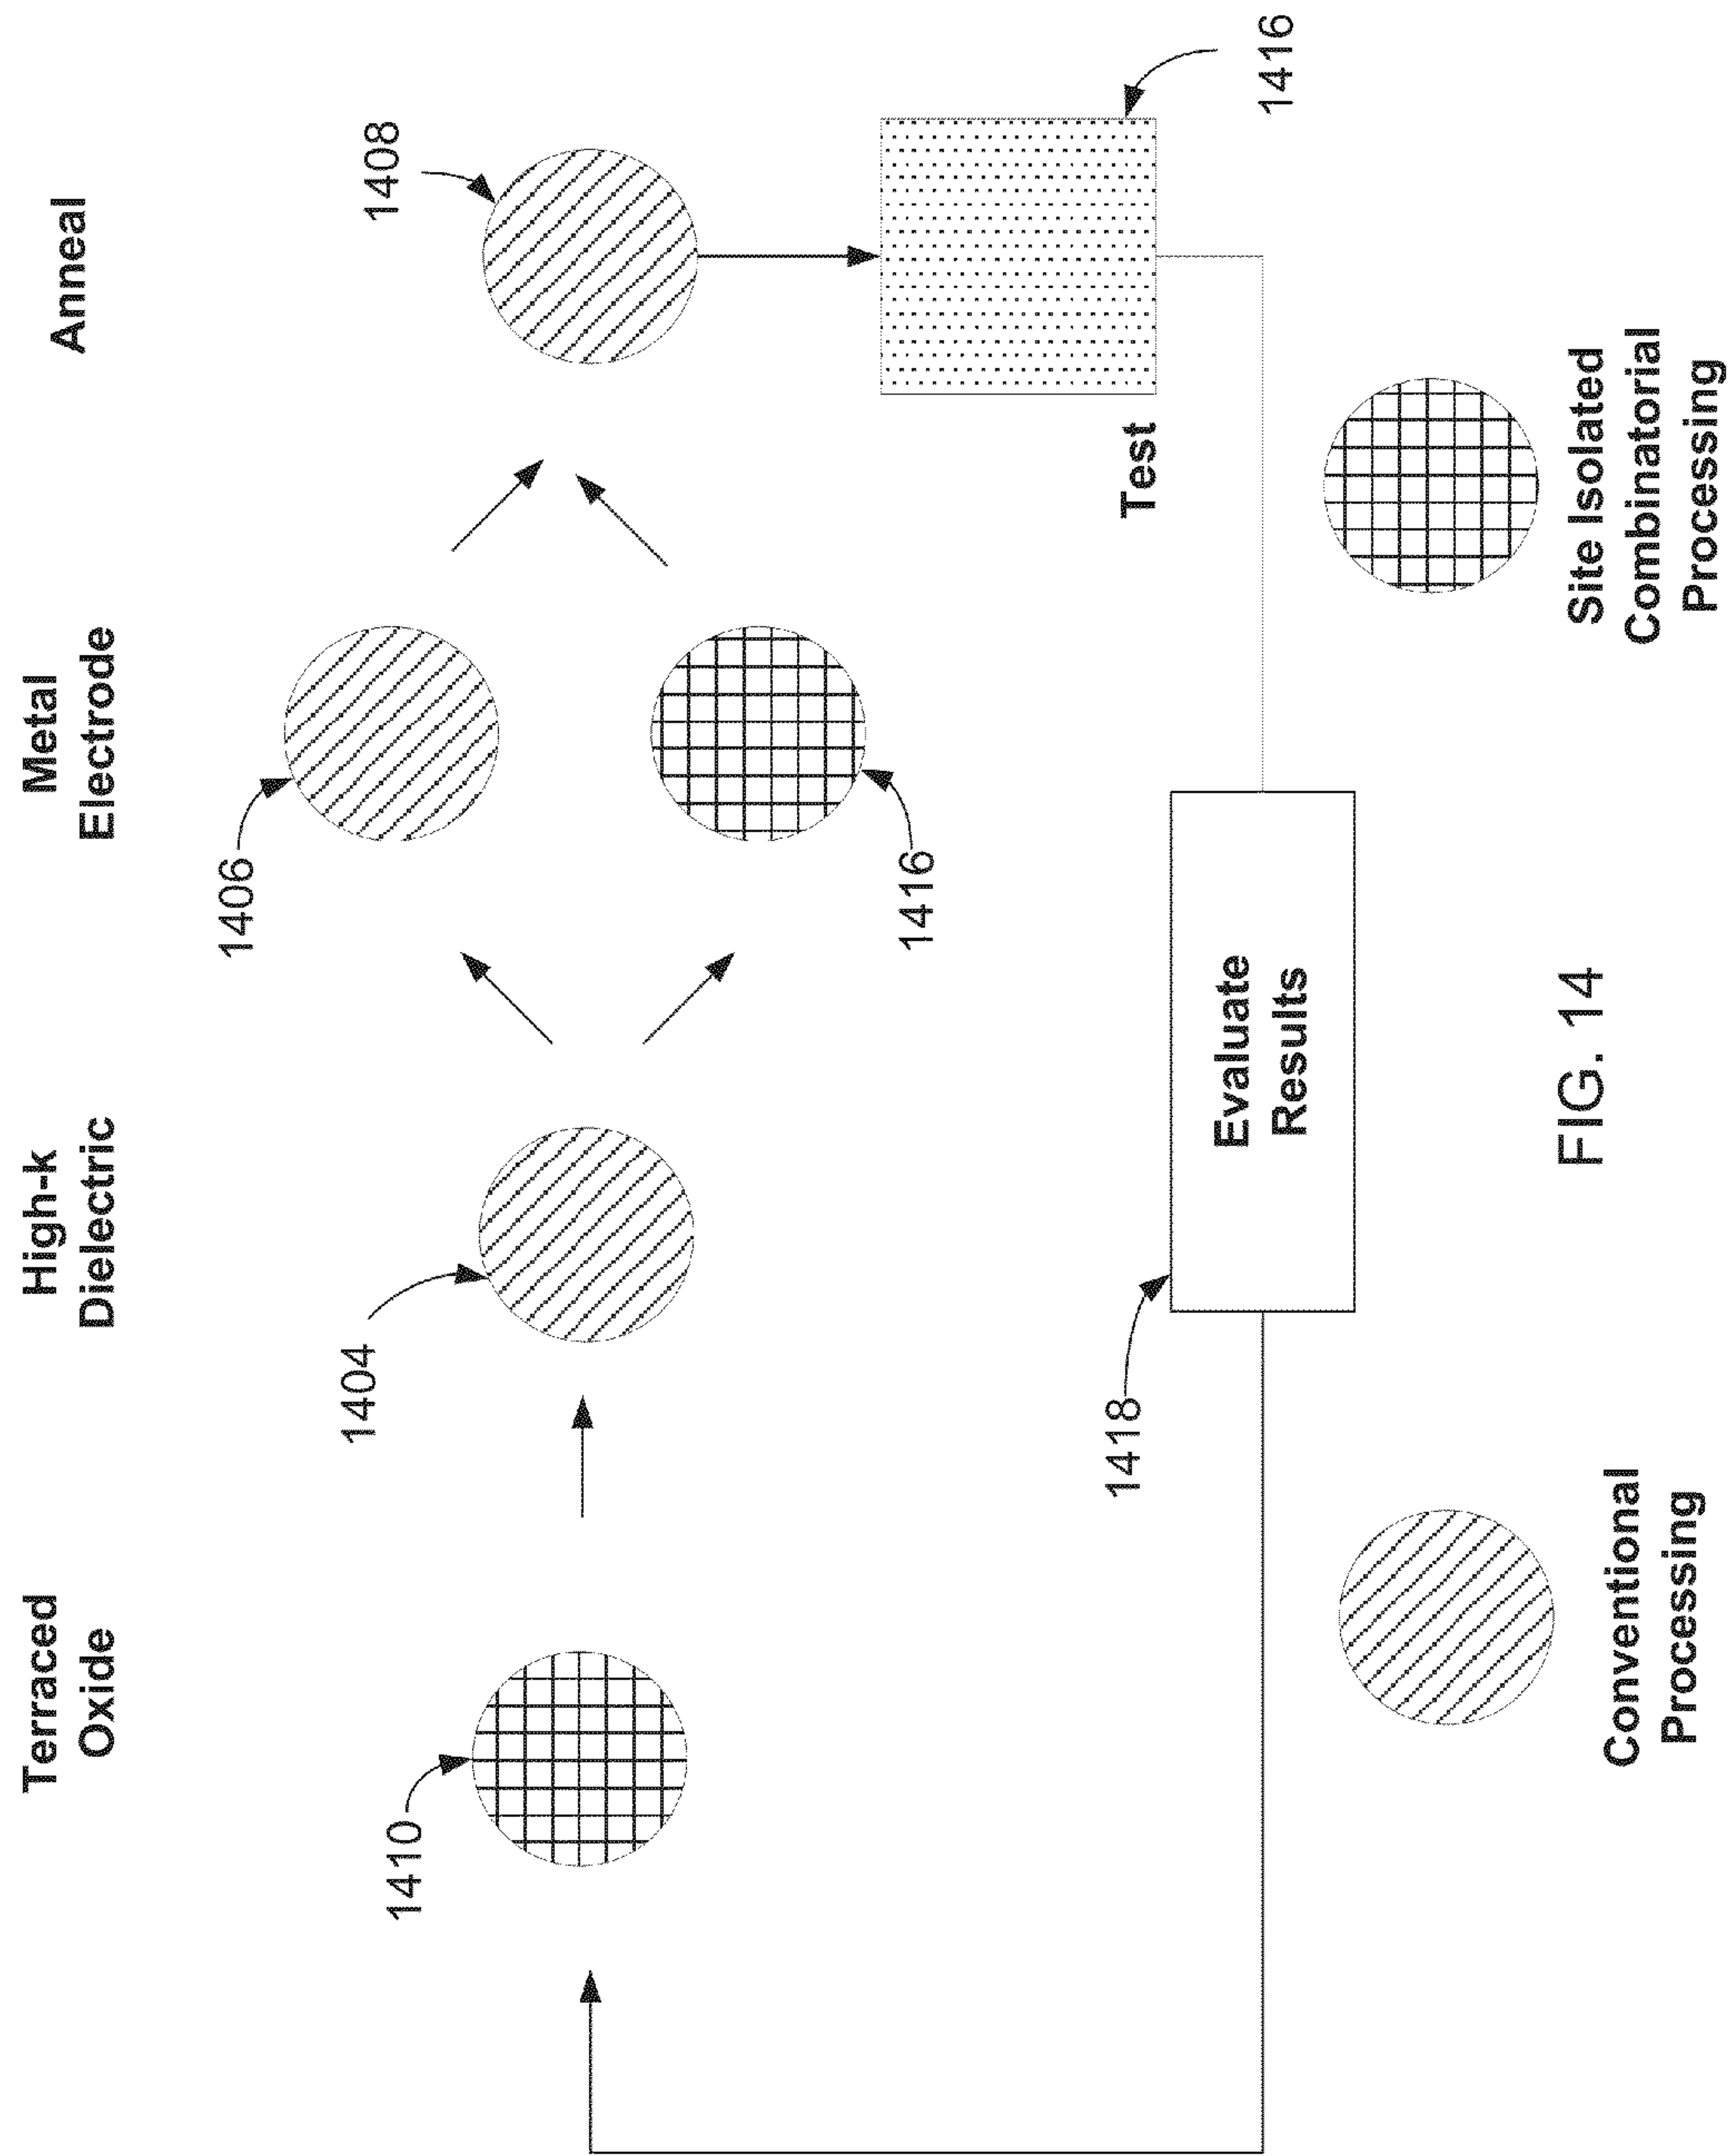 Terraced
Oxide
High-k
Dielectric
Metal
Electrode
Anneal
1410
1404
1406
1416
1408
Test
1416
1418
Evaluate
Results
Conventional
Processing
Site Isolated
Combinatorial
Processing
FIG. 14